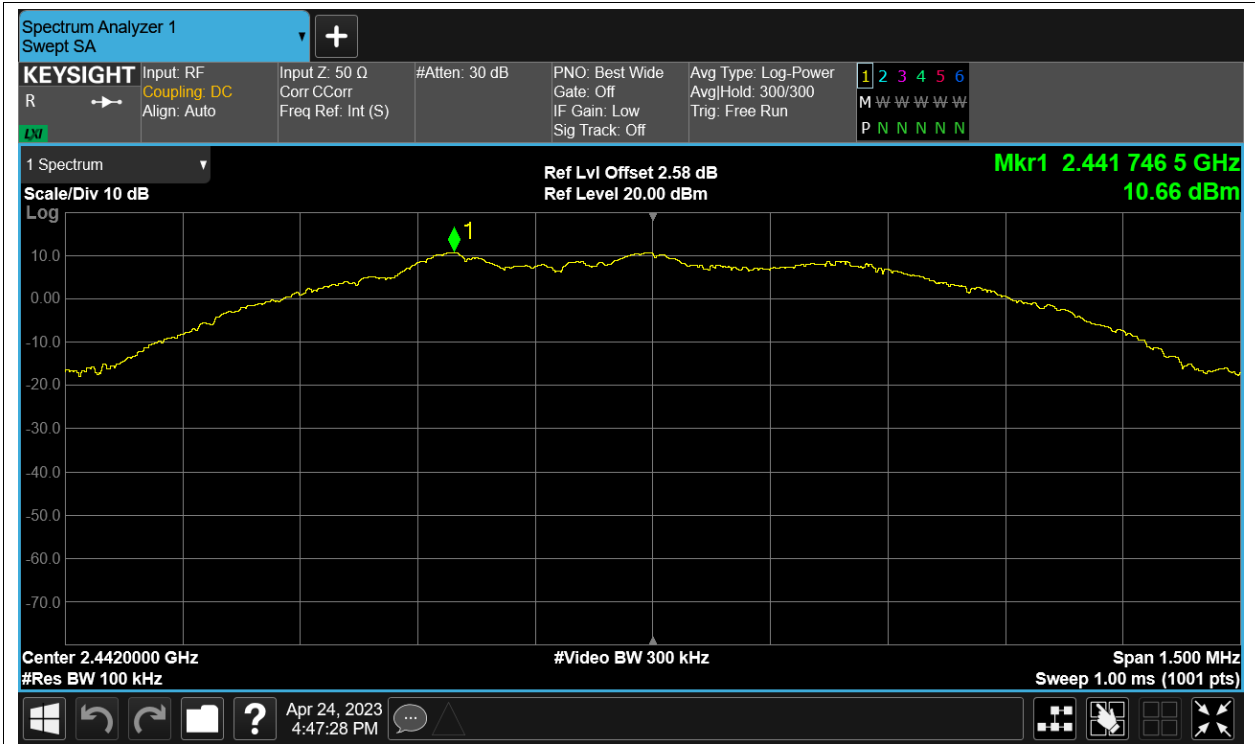 Spectrum Analyzer 1
Swept SA
KEYSIGHT
R
LXI
Input: RF
Coupling: DC
Align: Auto
Input Z: 50 Ω
Corr CCorr
Freq Ref: Int (S)
#Atten: 30 dB
PNO: Best Wide
Gate: Off
IF Gain: Low
Sig Track: Off
Avg Type: Log-Power
Avg|Hold: 300/300
Trig: Free Run
1 2 3 4 5 6
M W W W W W
P N N N N N
1 Spectrum
Scale/Div 10 dB
Log
Ref Lvl Offset 2.58 dB
Ref Level 20.00 dBm
Mkr1 2.441 746 5 GHz
10.66 dBm
1
10.0
0.00
-10.0
-20.0
-30.0
-40.0
-50.0
-60.0
-70.0
Center 2.4420000 GHz
#Res BW 100 kHz
#Video BW 300 kHz
Span 1.500 MHz
Sweep 1.00 ms (1001 pts)
?
Apr 24, 2023
4:47:28 PM